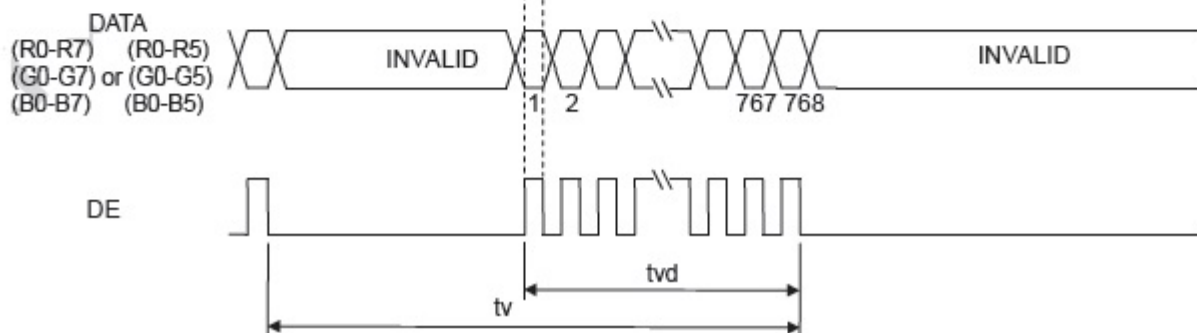 DATA
(R0-R7) (R0-R5)
(G0-G7) or (G0-G5)
(B0-B7) (B0-B5)
INVALID INVALID
1 2 767 768
DE
tvd
tv